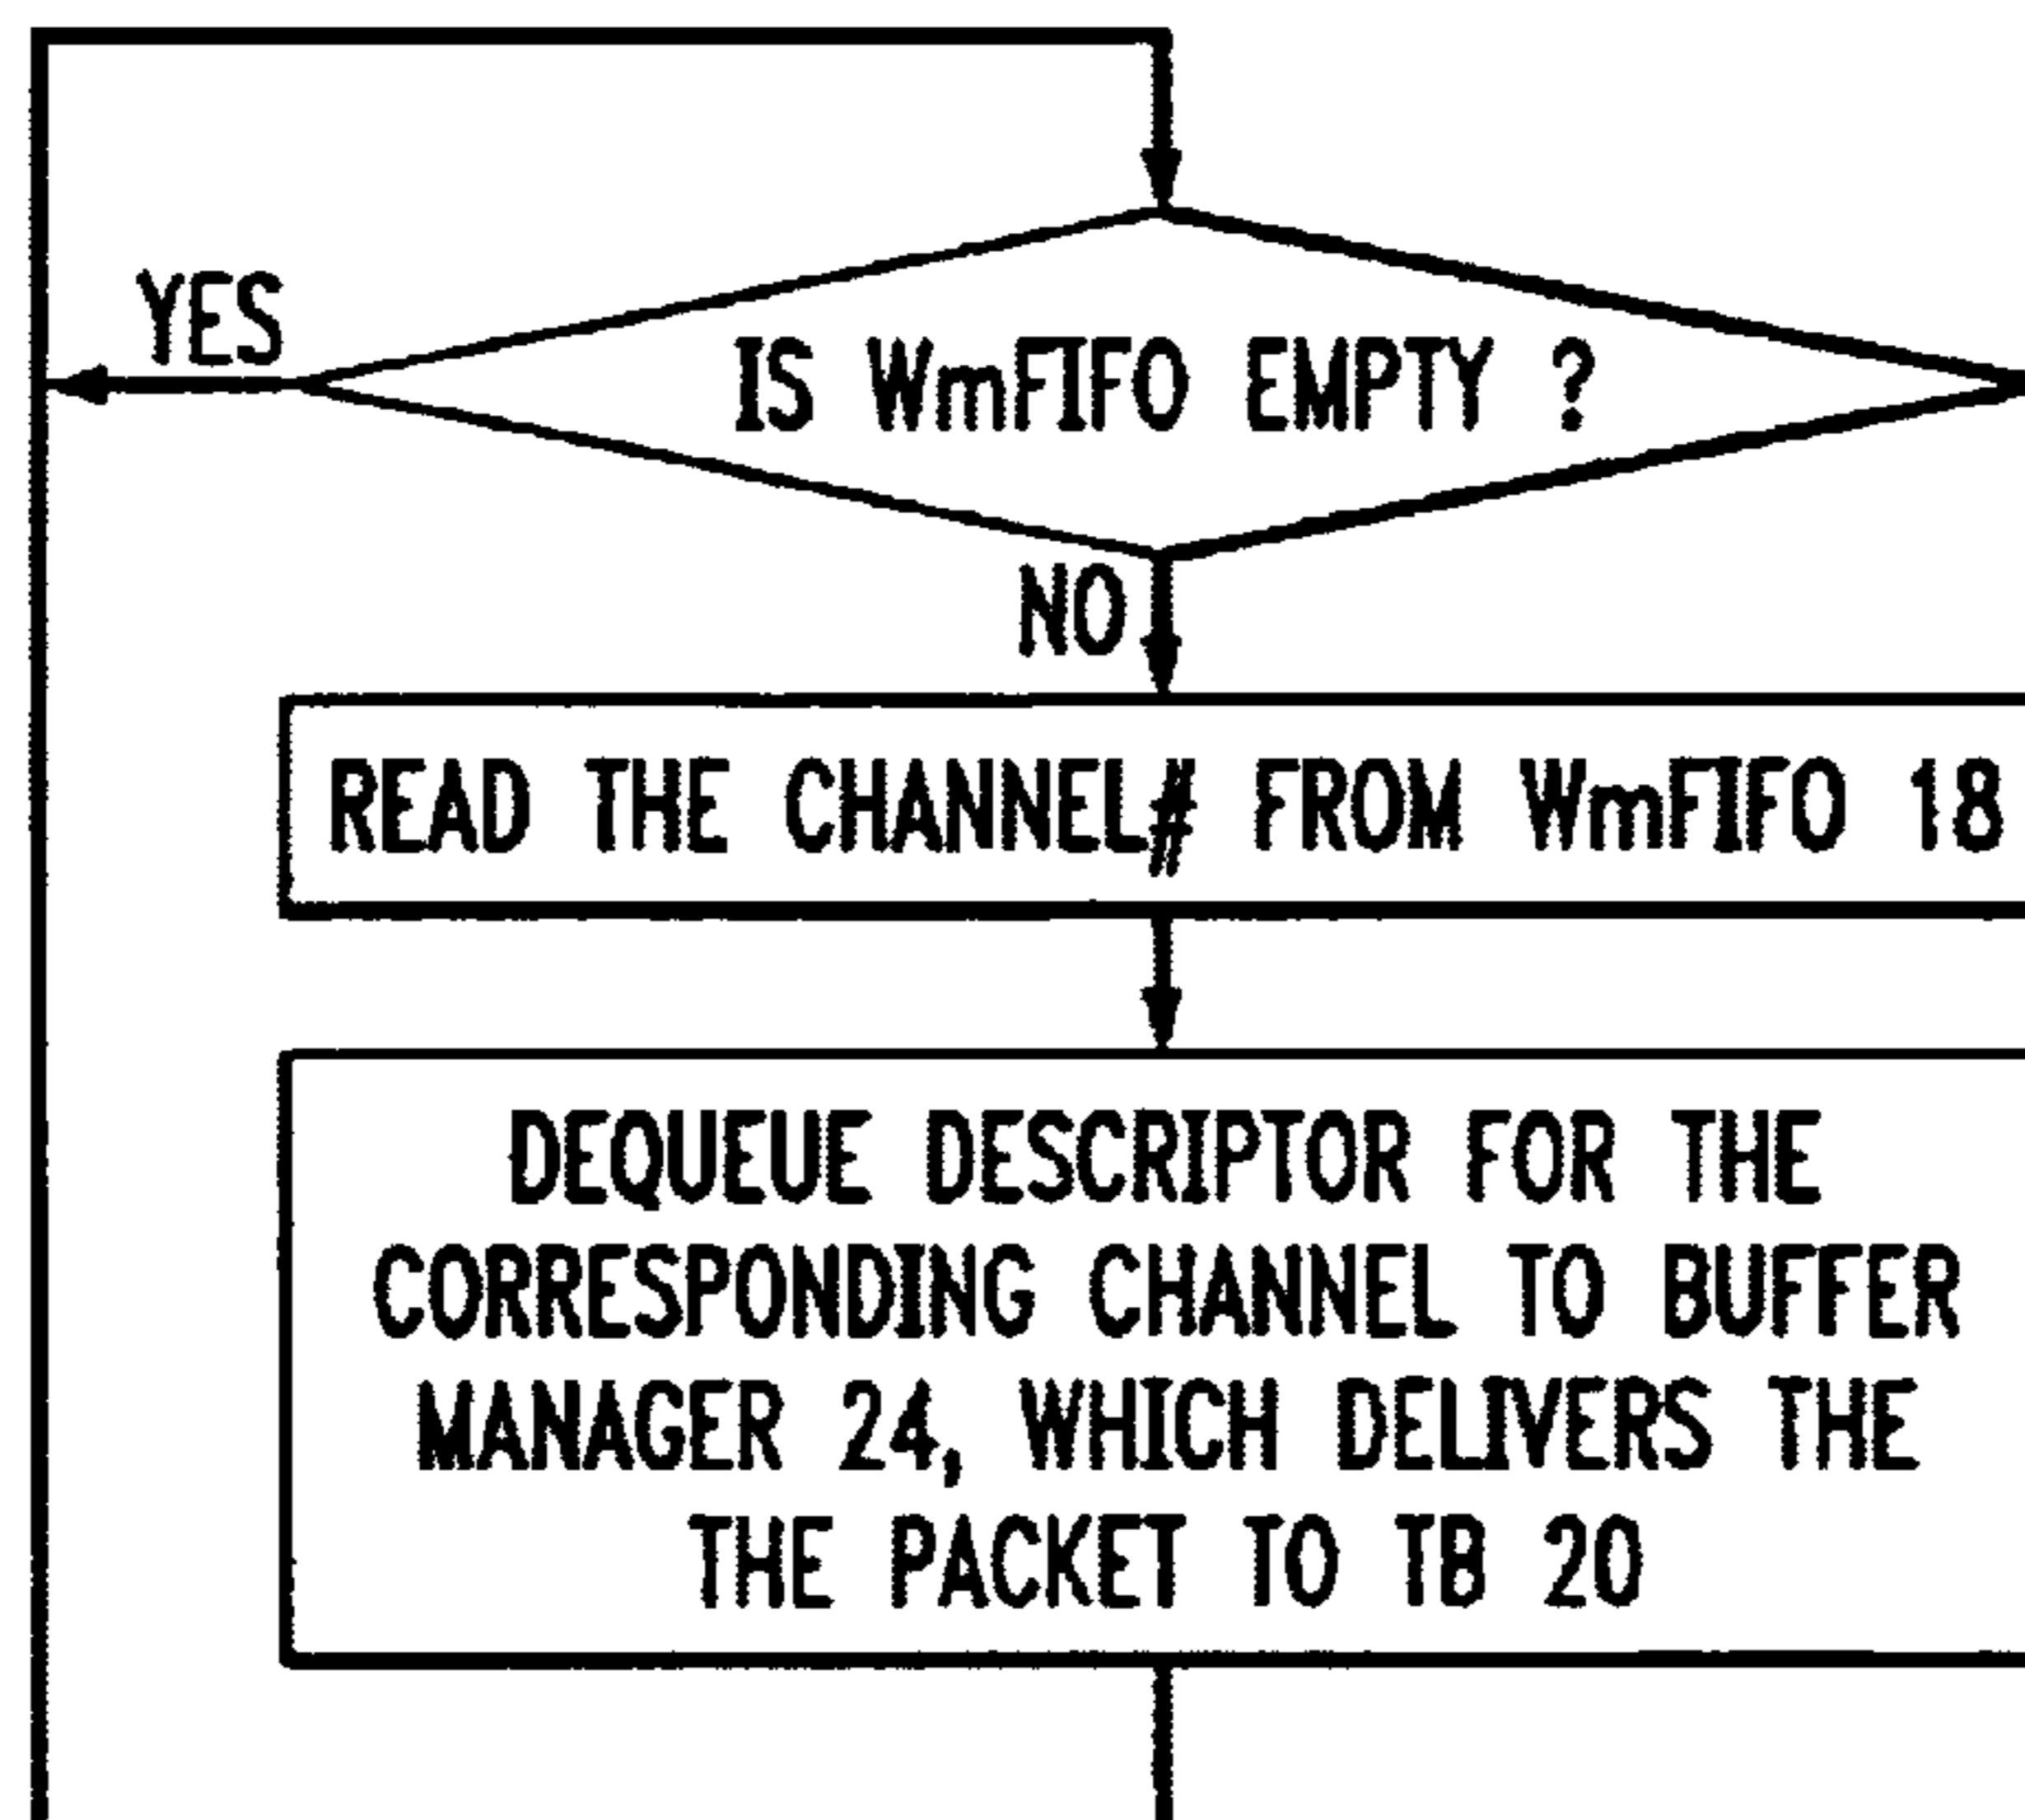 YES
IS WmFIFO EMPTY ?
NO
READ THE CHANNEL# FROM WmFIFO 18
DEQUEUE DESCRIPTOR FOR THE
CORRESPONDING CHANNEL TO BUFFER
MANAGER 24, WHICH DELIVERS THE
THE PACKET TO TB 20